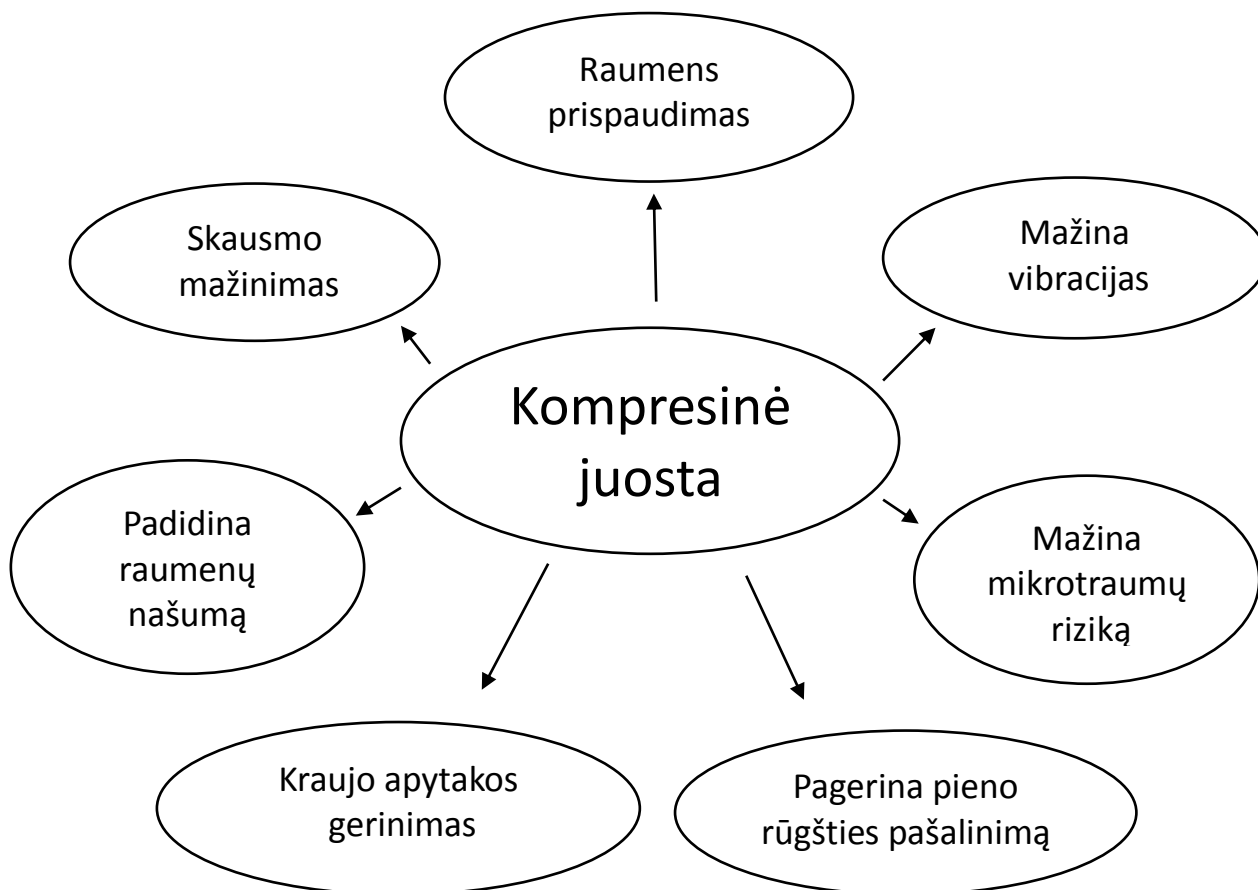 Raumens
prispaudimas
Skausmo
mažinimas
Mažina
vibracijas
Kompresinė
juosta
Padidina
raumenų
našumą
Mažina
mikrotraumų
riziką
Kraujo apytakos
gerinimas
Pagerina pieno
rūgšties pašalinimą